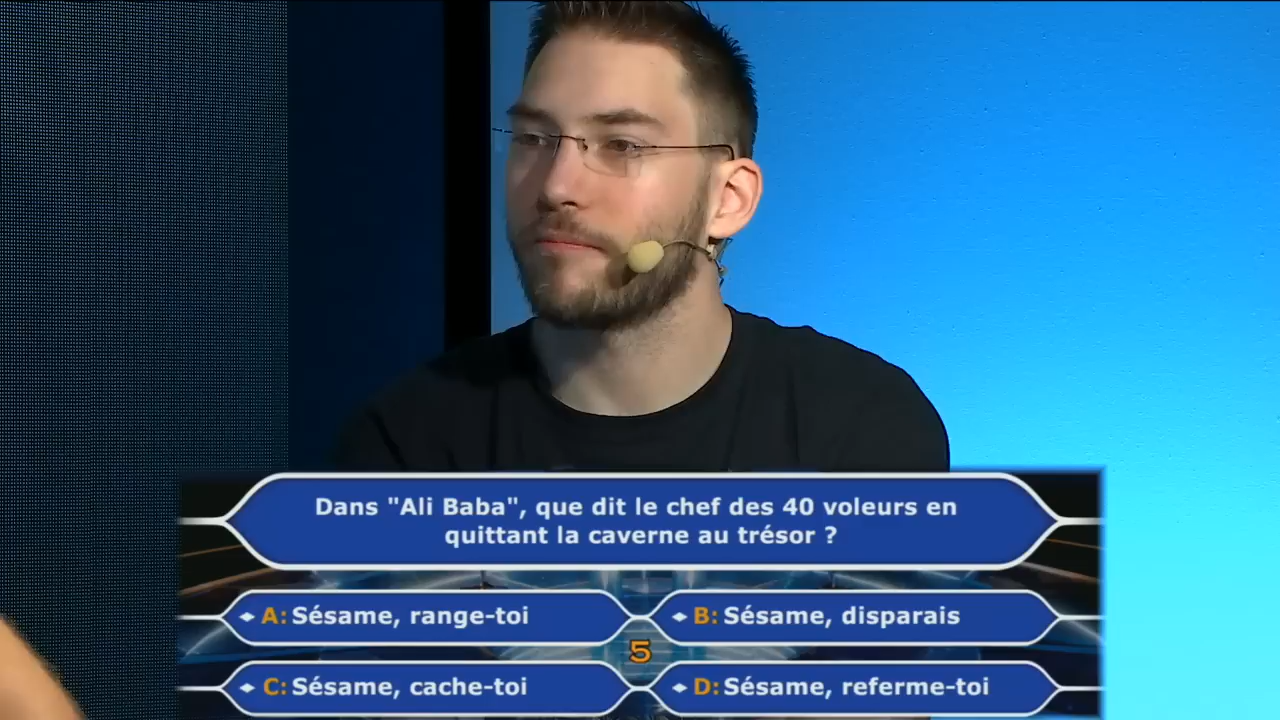 Dans "Ali Baba", que dit le chef des 40 voleurs en
quittant la caverne au trésor ?
A: Sésame, range-toi
B: Sésame, disparais
5
C: Sésame, cache-toi
D: Sésame, referme-toi